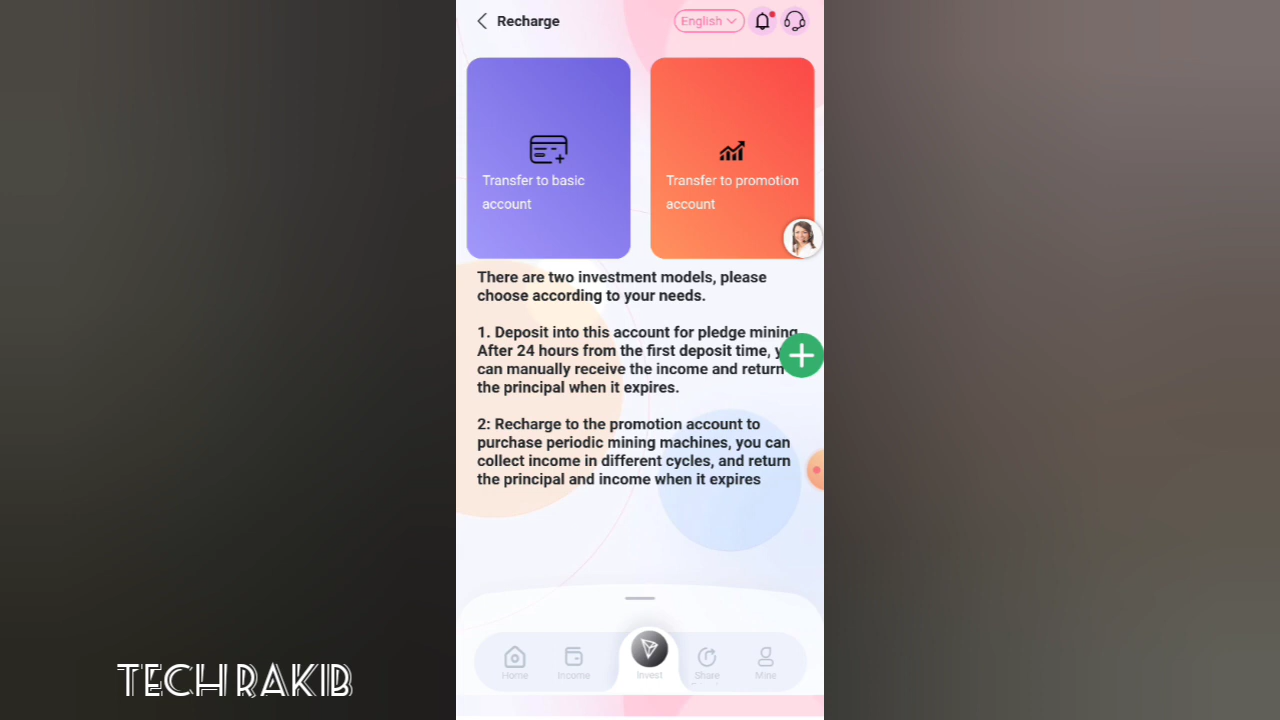 Recharge
English
Transfer to basic
account
Transfer to promotion
account
There are two investment models, please
choose according to your needs.
1. Deposit into this account for pledge mining
After 24 hours from the first deposit time, y
can manually receive the income and return
the principal when it expires.
2: Recharge to the promotion account to
purchase periodic mining machines, you can
collect income in different cycles, and return
the principal and income when it expires
Home
Income
Invest
Share
Mine
TECH RAKIB